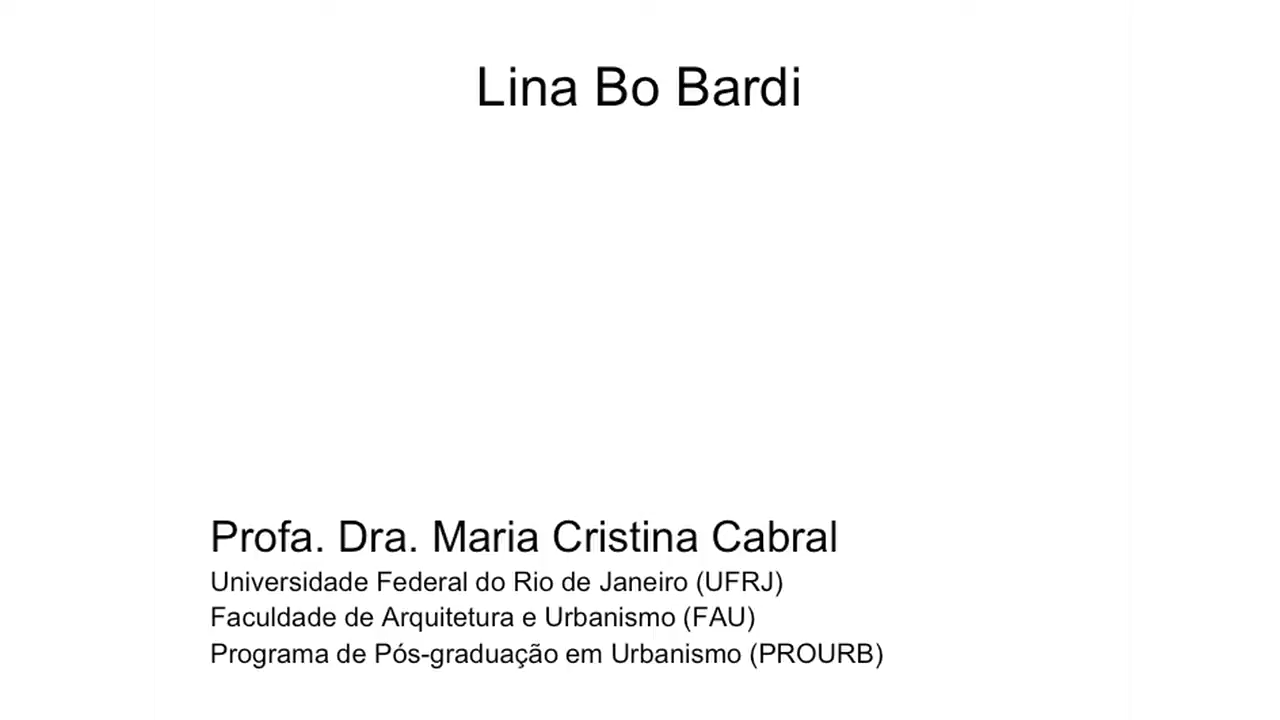 Lina Bo Bardi
Profa. Dra. Maria Cristina Cabral
Universidade Federal do Rio de Janeiro (UFRJ)
Faculdade de Arquitetura e Urbanismo (FAU)
Programa de Pós-graduação em Urbanismo (PROURB)